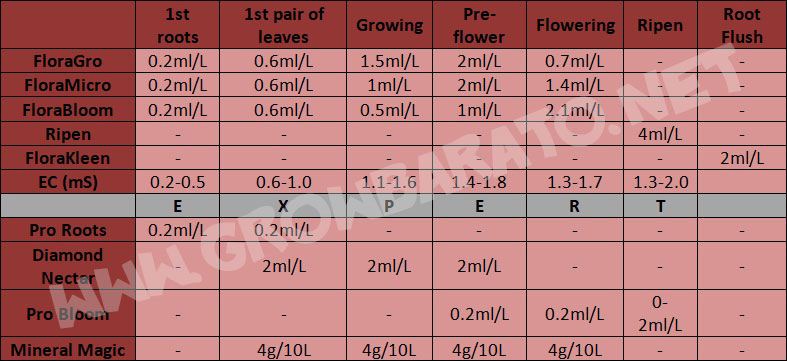 1st roots 1st pair of leaves Growing Pre-flower Flowering Ripen Root Flush
FloraGro 0.2ml/L 0.6ml/L 1.5ml/L 2ml/L 0.7ml/L - -
FloraMicro 0.2ml/L 0.6ml/L 1ml/L 2ml/L 1.4ml/L - -
FloraBloom 0.2ml/L 0.6ml/L 0.5ml/L 1ml/L 2.1ml/L - -
Ripen - - - - - 4ml/L -
FloraKleen - - - - - - 2ml/L
EC (mS) 0.2-0.5 0.6-1.0 1.1-1.6 1.4-1.8 1.3-1.7 1.3-2.0
E X P E R T
Pro Roots 0.2ml/L 0.2ml/L - - - - -
Diamond Nectar - 2ml/L 2ml/L 2ml/L - - -
Pro Bloom - - - 0.2ml/L 0.2ml/L 0-2ml/L -
Mineral Magic - 4g/10L 4g/10L 4g/10L 4g/10L - -
WWW.GROWBARATO.NET